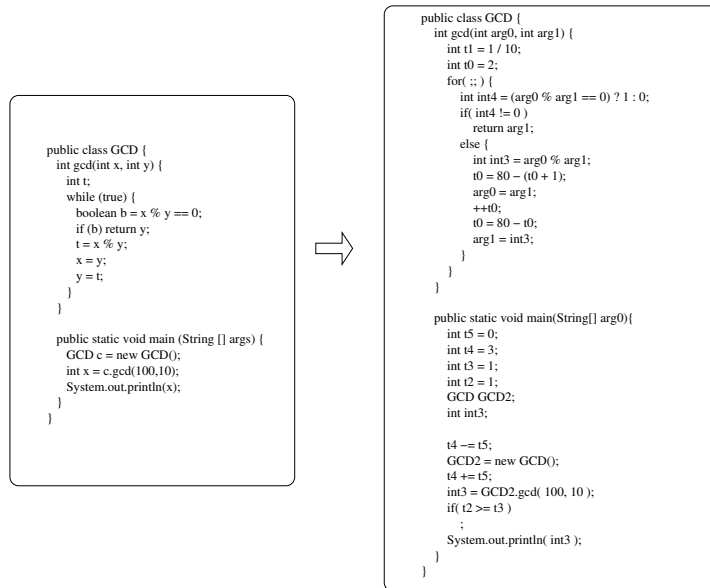 public class GCD {
int gcd(int x, int y) {
int t;
while (true) {
boolean b = x % y == 0;
if (b) return y;
t = x % y;
x = y;
y = t;
}
}
public static void main (String [] args) {
GCD c = new GCD();
int x = c.gcd(100,10);
System.out.println(x);
}
}
public class GCD {
int gcd(int arg0, int arg1) {
int t1 = 1 / 10;
int t0 = 2;
for( ;; ) {
int int4 = (arg0 % arg1 == 0) ? 1 : 0;
if( int4 != 0 )
return arg1;
else {
int int3 = arg0 % arg1;
t0 = 80 − (t0 + 1);
arg0 = arg1;
++t0;
t0 = 80 − t0;
arg1 = int3;
}
}
}
public static void main(String[] arg0){
int t5 = 0;
int t4 = 3;
int t3 = 1;
int t2 = 1;
GCD GCD2;
int int3;
t4 −= t5;
GCD2 = new GCD();
t4 += t5;
int3 = GCD2.gcd( 100, 10 );
if( t2 >= t3 )
;
System.out.println( int3 );
}
}